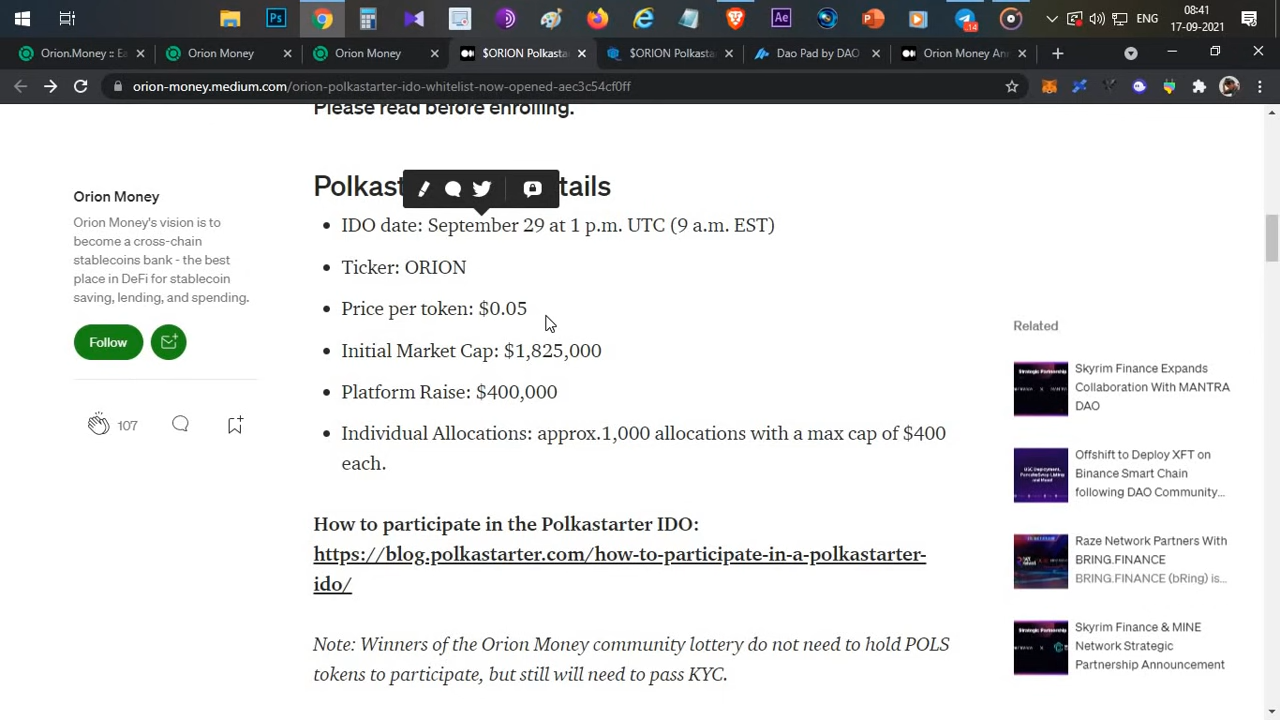 Ps
Ae
14
ENG
08:41
17-09-2021
Orion.Money = Ea
Orion Money
Orion Money
$ORION Polkasta
$ORION Polkasta
Dao Pad by DAO
Orion Money Ann
orion-money.medium.com/orion-polkastarter-ido-whitelist-now-opened-aec3c54cf0ff
Please read before enrolling.
Orion Money
Orion Money's vision is to
become a cross-chain
stablecoins bank - the best
place in DeFi for stablecoin
saving, lending, and spending.
Follow
107
Polkast tails
• IDO date: September 29 at 1 p.m. UTC (9 a.m. EST)
• Ticker: ORION
• Price per token: $0.05
• Initial Market Cap: $1,825,000
• Platform Raise: $400,000
• Individual Allocations: approx.1,000 allocations with a max cap of $400
each.
How to participate in the Polkastarter IDO:
https://blog.polkastarter.com/how-to-participate-in-a-polkastarter-
ido/
Note: Winners of the Orion Money community lottery do not need to hold POLS
tokens to participate, but still will need to pass KYC.
Related
Skyrim Finance Expands
Collaboration With MANTRA
DAO
Offshift to Deploy XFT on
Binance Smart Chain
following DAO Community...
Raze Network Partners With
BRING.FINANCE
BRING.FINANCE (bRing) is...
Skyrim Finance & MINE
Network Strategic
Partnership Announcement